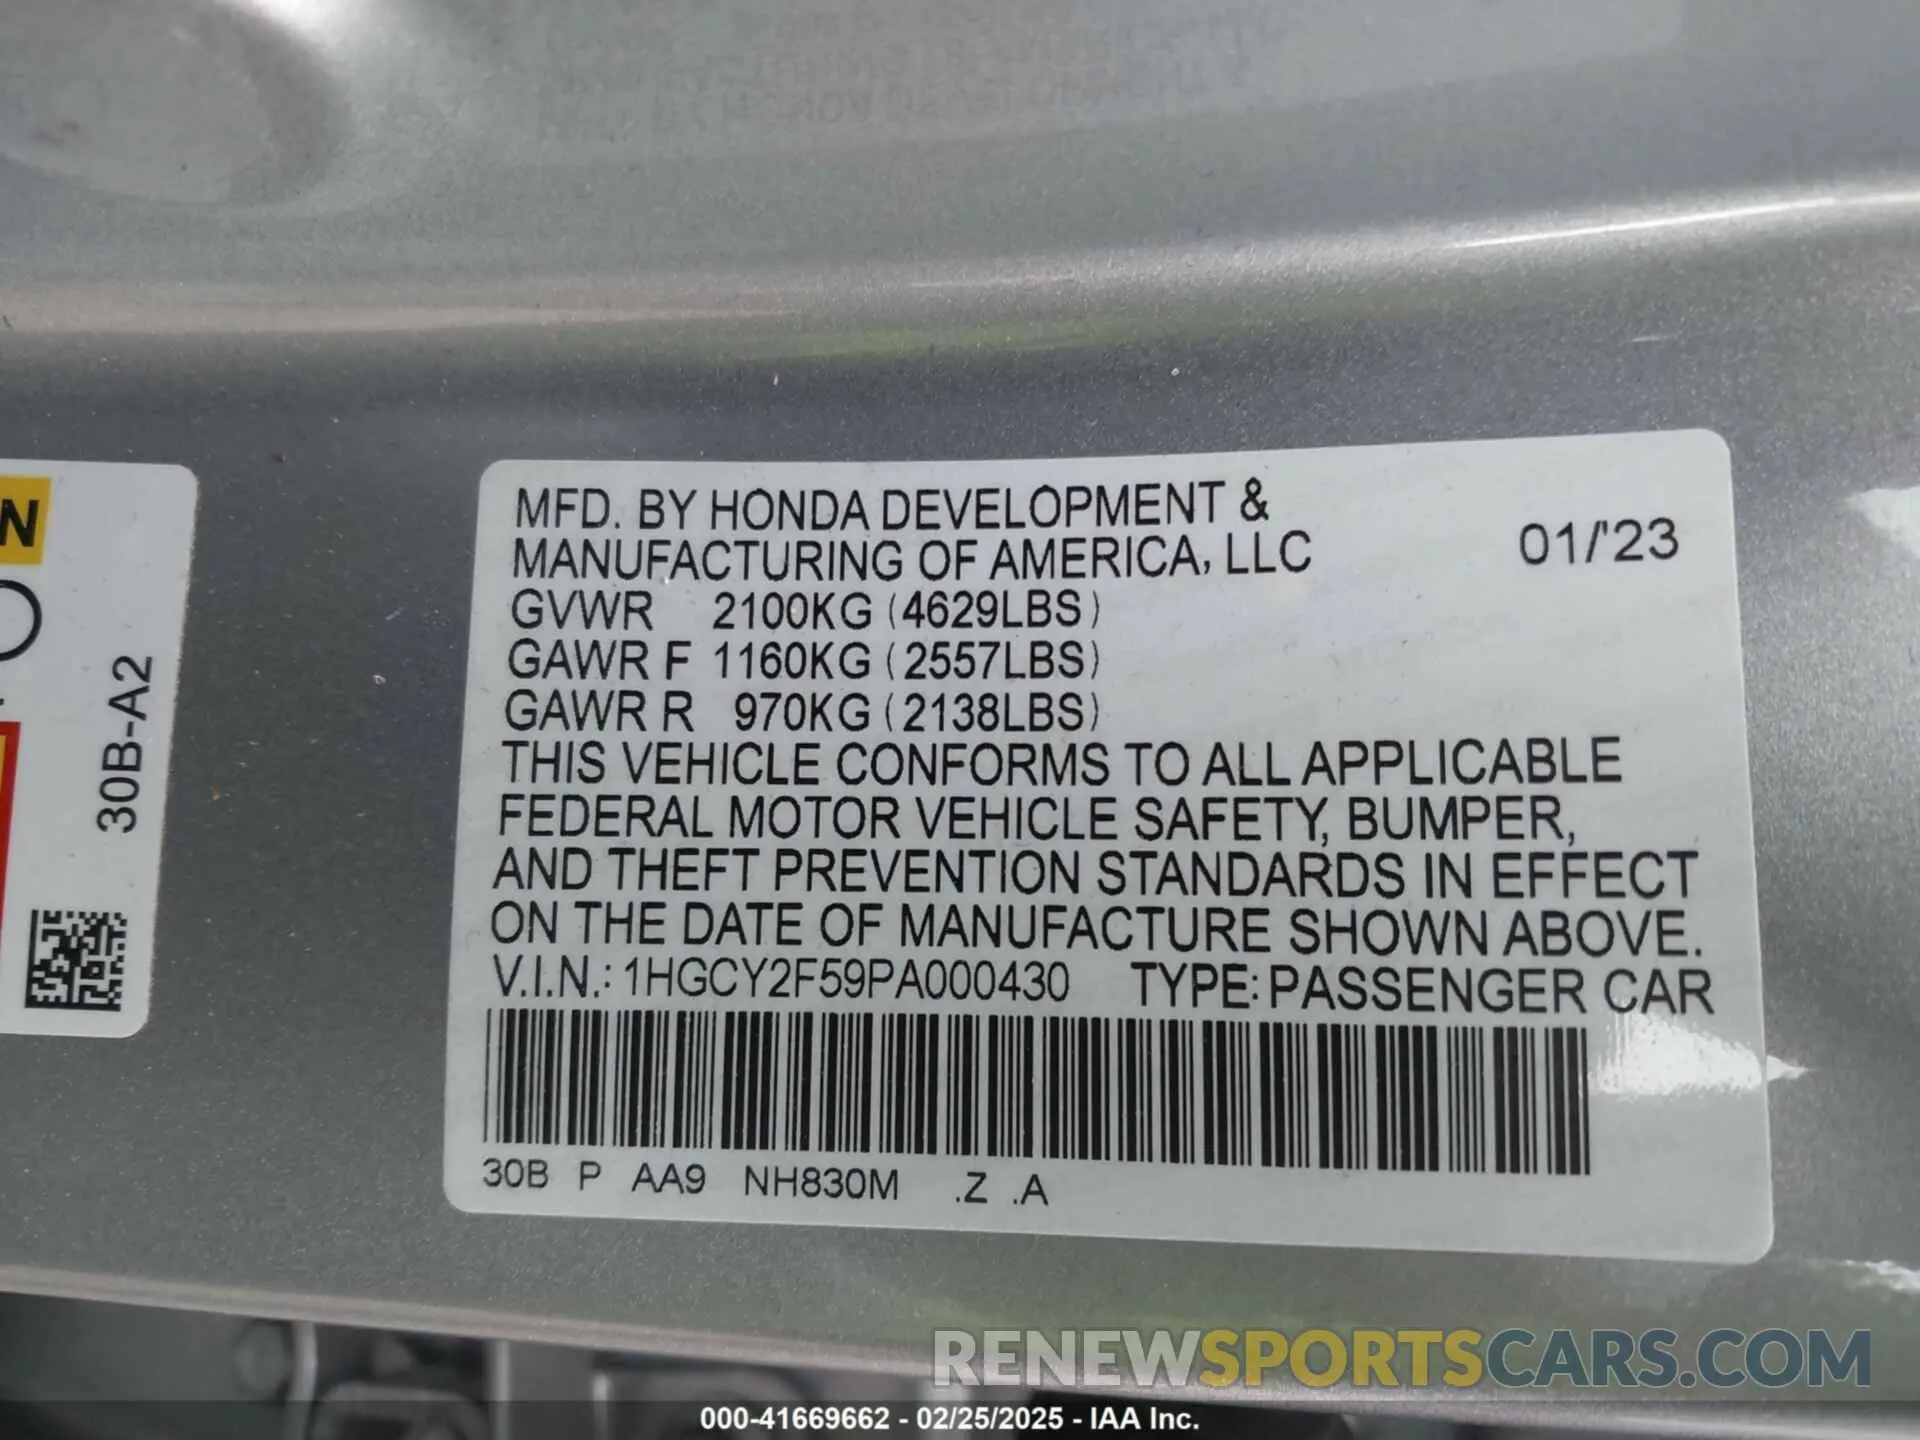 MFD. BY HONDA DEVELOPMENT &
MANUFACTURING OF AMERICA, LLC
01/'23
GVWR 2100KG (4629LBS)
GAWR F 1160KG (2557LBS)
GAWR R 970KG (2138LBS)
THIS VEHICLE CONFORMS TO ALL APPLICABLE
FEDERAL MOTOR VEHICLE SAFETY, BUMPER,
AND THEFT PREVENTION STANDARDS IN EFFECT
ON THE DATE OF MANUFACTURE SHOWN ABOVE.
V.I.N.: 1HGCY2F59PA000430 TYPE: PASSENGER CAR
30B P AA9 NH830M .Z .A
N
30B-A2
RENEWSPORTSCARS.COM
000-41669662 - 02/25/2025 - IAA Inc.